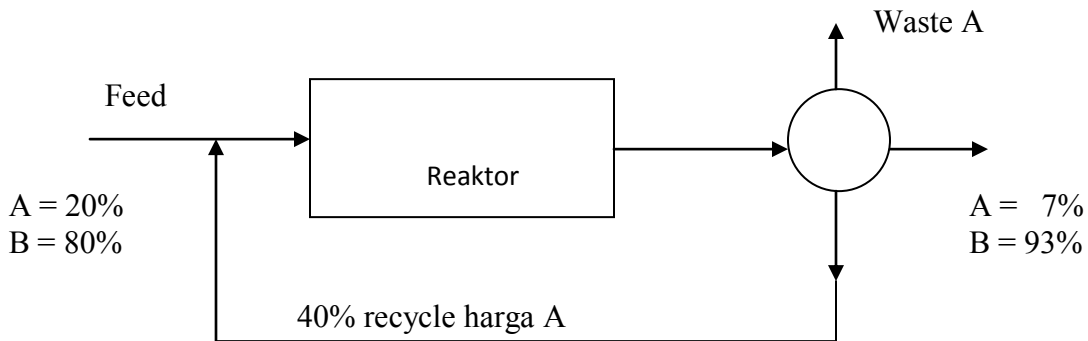 Waste A
Feed
Reaktor
A = 20%
B = 80%
A = 7%
B = 93%
40% recycle harga A